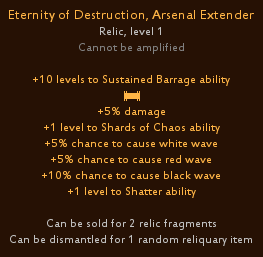 Eternity of Destruction, Arsenal Extender
Relic, level 1
Cannot be amplified
+10 levels to Sustained Barrage ability
+5% damage
+1 level to Shards of Chaos ability
+5% chance to cause white wave
+5% chance to cause red wave
+10% chance to cause black wave
+1 level to Shatter ability
Can be sold for 2 relic fragments
Can be dismantled for 1 random reliquary item